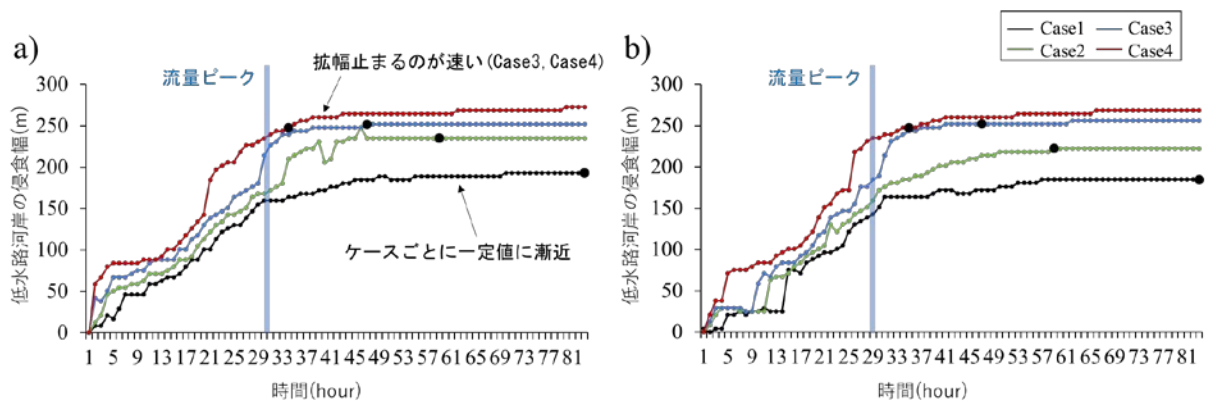 a)
流量ピーク
拡幅止まるのが速い(Case3, Case4)
低水路河岸の侵食幅(m)
300
250
200
150
100
50
0
ケースごとに一定値に漸近
1 5 9 13 17 21 25 29 33 37 41 45 49 53 57 61 65 69 73 77 81
時間(hour)
b)
Case1 Case3
Case2 Case4
流量ピーク
低水路河岸の侵食幅(m)
300
250
200
150
100
50
0
1 5 9 13 17 21 25 29 33 37 41 45 49 53 57 61 65 69 73 77 81
時間(hour)